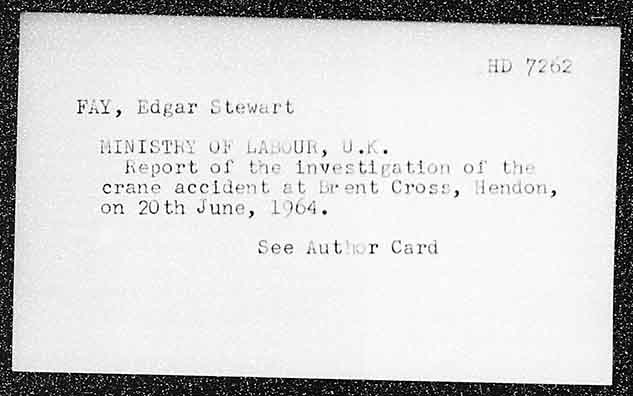 HD 7262
FAY, Edgar Stewart
MINISTRY OF LABOUR, U.K.
Report of the investigation of the
crane accident at Brent Cross, Hendon,
on 20th June, 1964.
See Author Card